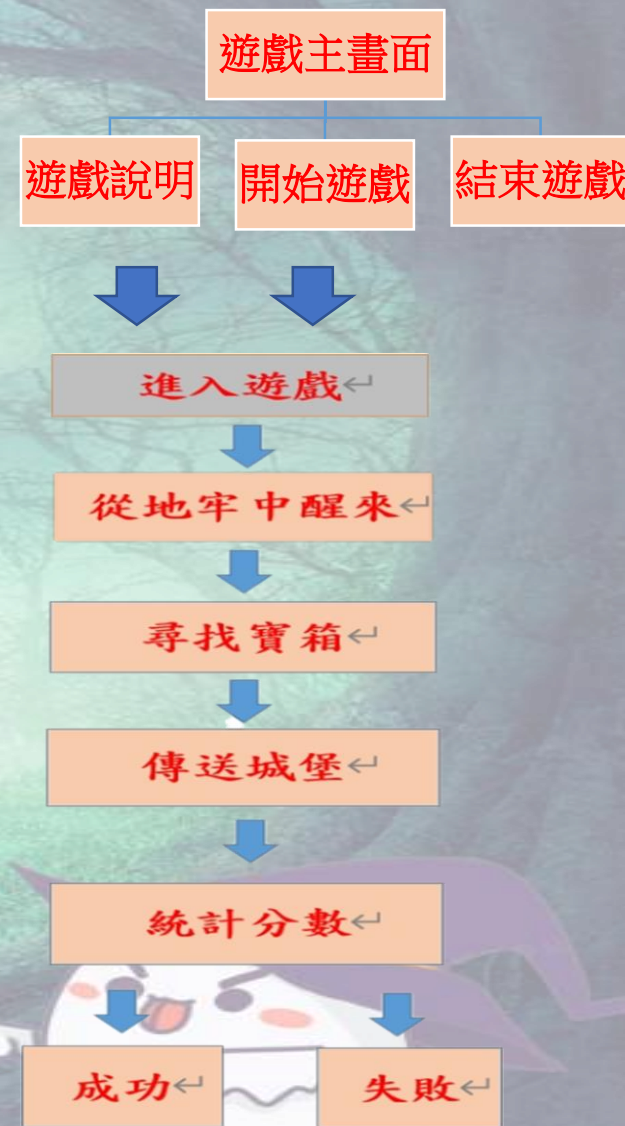 遊戲主畫面
遊戲說明
開始遊戲
結束遊戲
進入遊戲↵
從地牢中醒來↵
尋找寶箱↵
傳送城堡↵
統計分數↵
成功↵
失敗↵